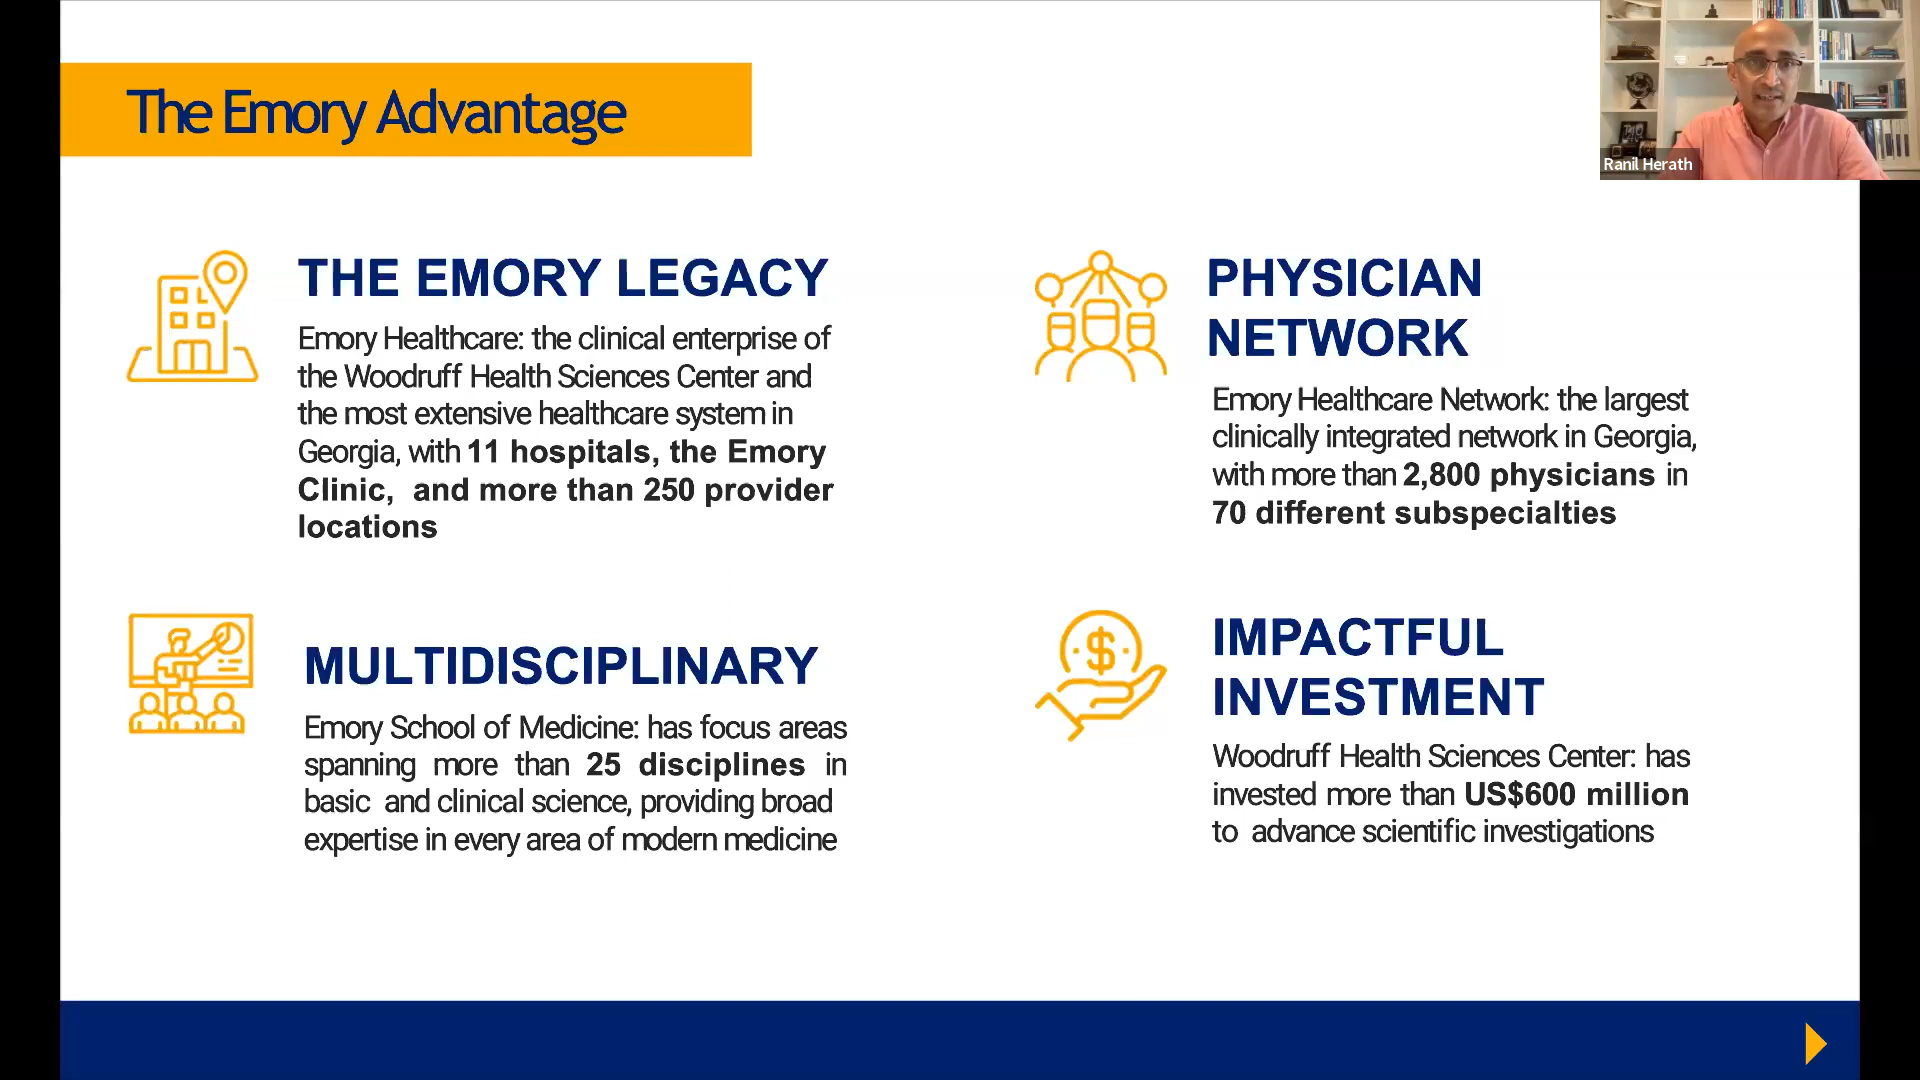 The Emory Advantage
Ranil Herath
THE EMORY LEGACY
Emory Healthcare: the clinical enterprise of
the Woodruff Health Sciences Center and
the most extensive healthcare system in
Georgia, with 11 hospitals, the Emory
Clinic, and more than 250 provider
locations
PHYSICIAN
NETWORK
Emory Healthcare Network: the largest
clinically integrated network in Georgia,
with more than 2,800 physicians in
70 different subspecialties
MULTIDISCIPLINARY
Emory School of Medicine: has focus areas
spanning more than 25 disciplines in
basic and clinical science, providing broad
expertise in every area of modern medicine
IMPACTFUL
INVESTMENT
Woodruff Health Sciences Center: has
invested more than US$600 million
to advance scientific investigations